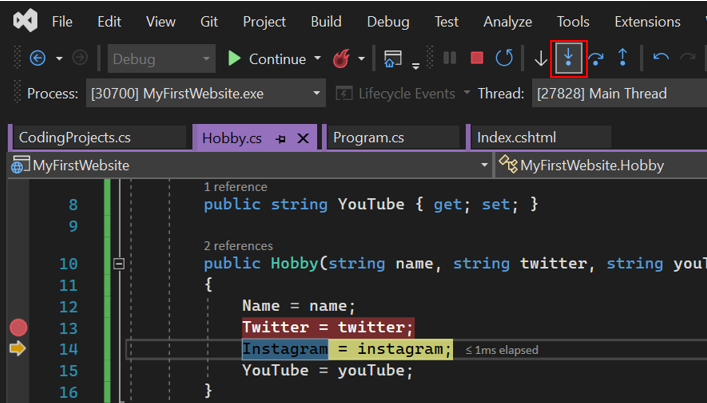 File Edit View Git Project Build Debug Test Analyze Tools Extensions
Debug Continue
Process: [30700] MyFirstWebsite.exe Lifecycle Events Thread: [27828] Main Thread
CodingProjects.cs Hobby.cs Program.cs Index.cshtml
MyFirstWebsite MyFirstWebsite.Hobby
1 reference
8 public string YouTube { get; set; }
9
2 references
10 public Hobby(string name, string twitter, string youT
11 {
12 Name = name;
13 Twitter = twitter;
14 Instagram = instagram; ≤ 1ms elapsed
15 YouTube = youTube;
16 }